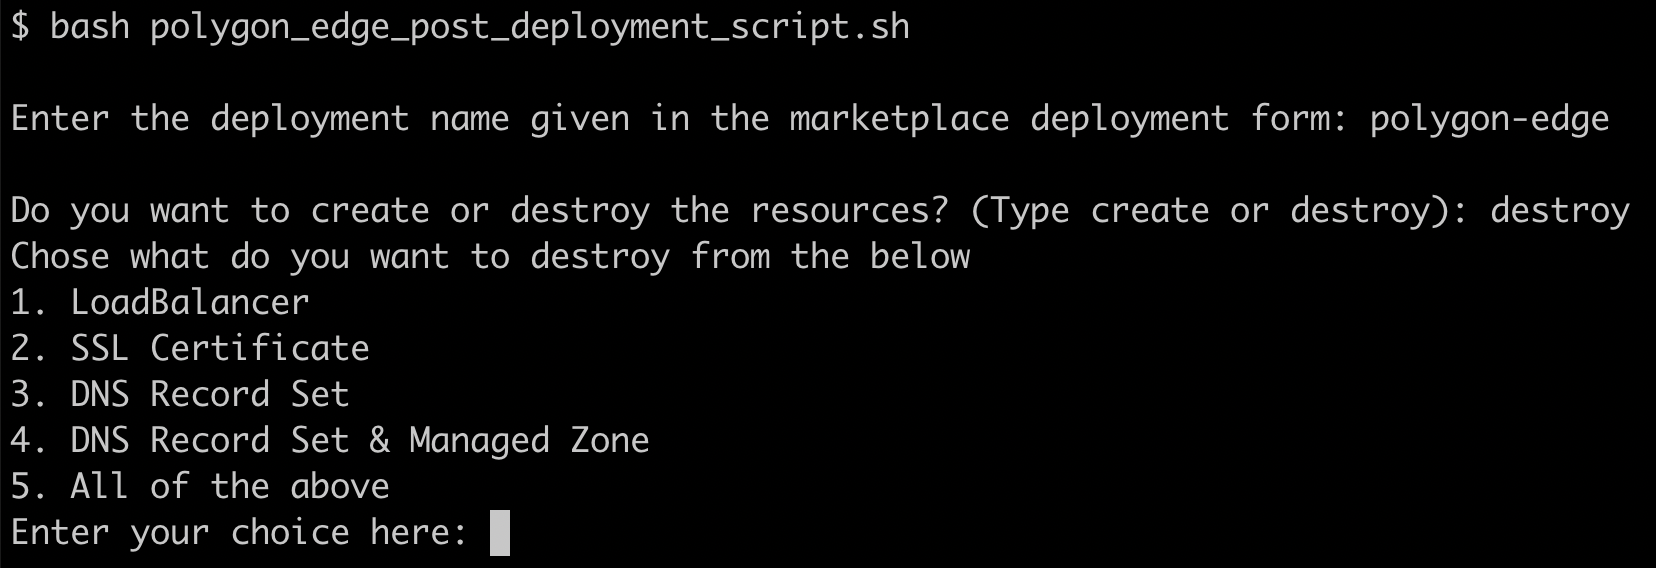 $ bash polygon_edge_post_deployment_script.sh
Enter the deployment name given in the marketplace deployment form: polygon-edge
Do you want to create or destroy the resources? (Type create or destroy): destroy
Chose what do you want to destroy from the below
1. LoadBalancer
2. SSL Certificate
3. DNS Record Set
4. DNS Record Set & Managed Zone
5. All of the above
Enter your choice here: